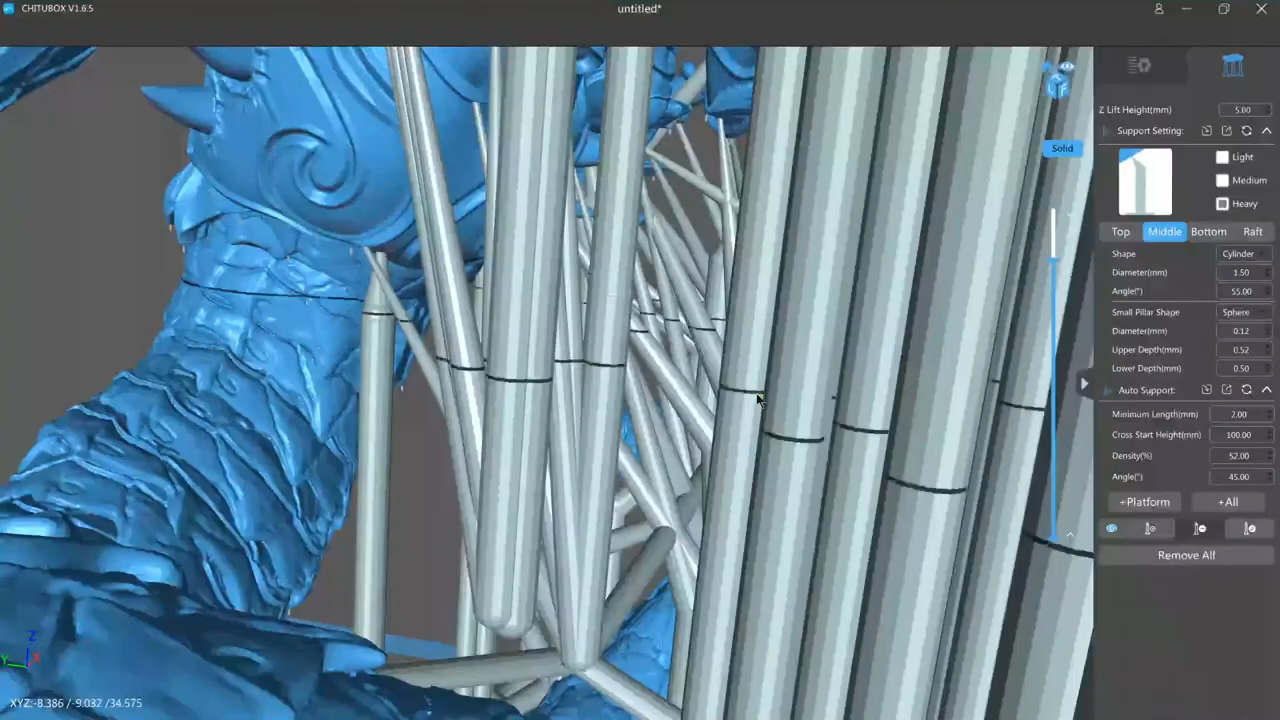 CHITUBOX V1.6.5
untitled*
Z Lift Height(mm) 5.00
Support Setting:
Light
Medium
Heavy
Top Middle Bottom Raft
Shape Cylinder
Diameter(mm) 1.50
Angle(°) 55.00
Small Pillar Shape Sphere
Diameter(mm) 0.12
Upper Depth(mm) 0.52
Lower Depth(mm) 0.50
Auto Support:
Minimum Length(mm) 2.00
Cross Start Height(mm) 100.00
Density(%) 52.00
Angle(°) 45.00
+Platform +All
Remove All
Solid
L F
Z
Y X
XYZ:-8.386 /-9.032 /34.575